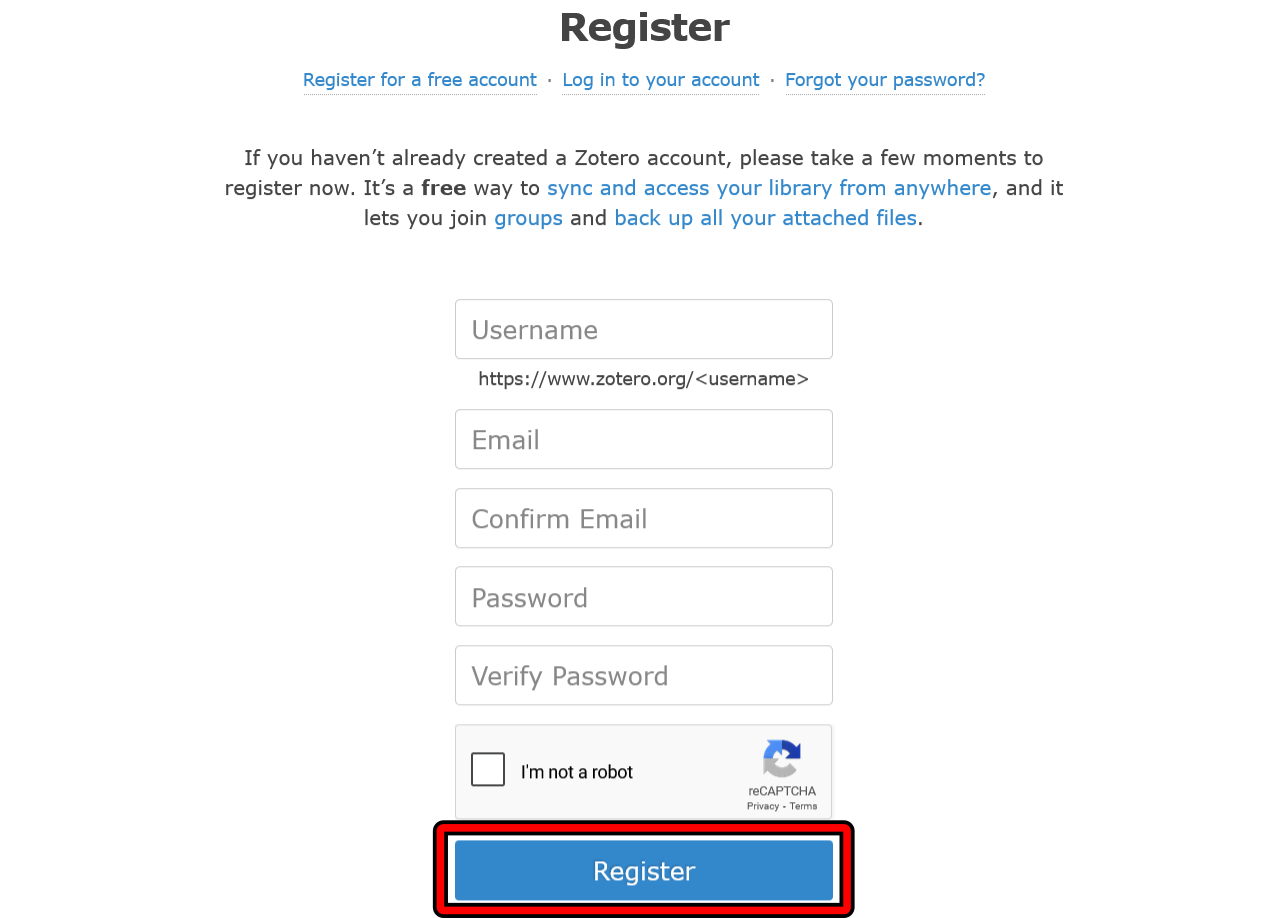 Register
Register for a free account · Log in to your account · Forgot your password?
If you haven’t already created a Zotero account, please take a few moments to
register now. It’s a free way to sync and access your library from anywhere, and it
lets you join groups and back up all your attached files.
Username
https://www.zotero.org/<username>
Email
Confirm Email
Password
Verify Password
I'm not a robot
reCAPTCHA
Privacy - Terms
Register